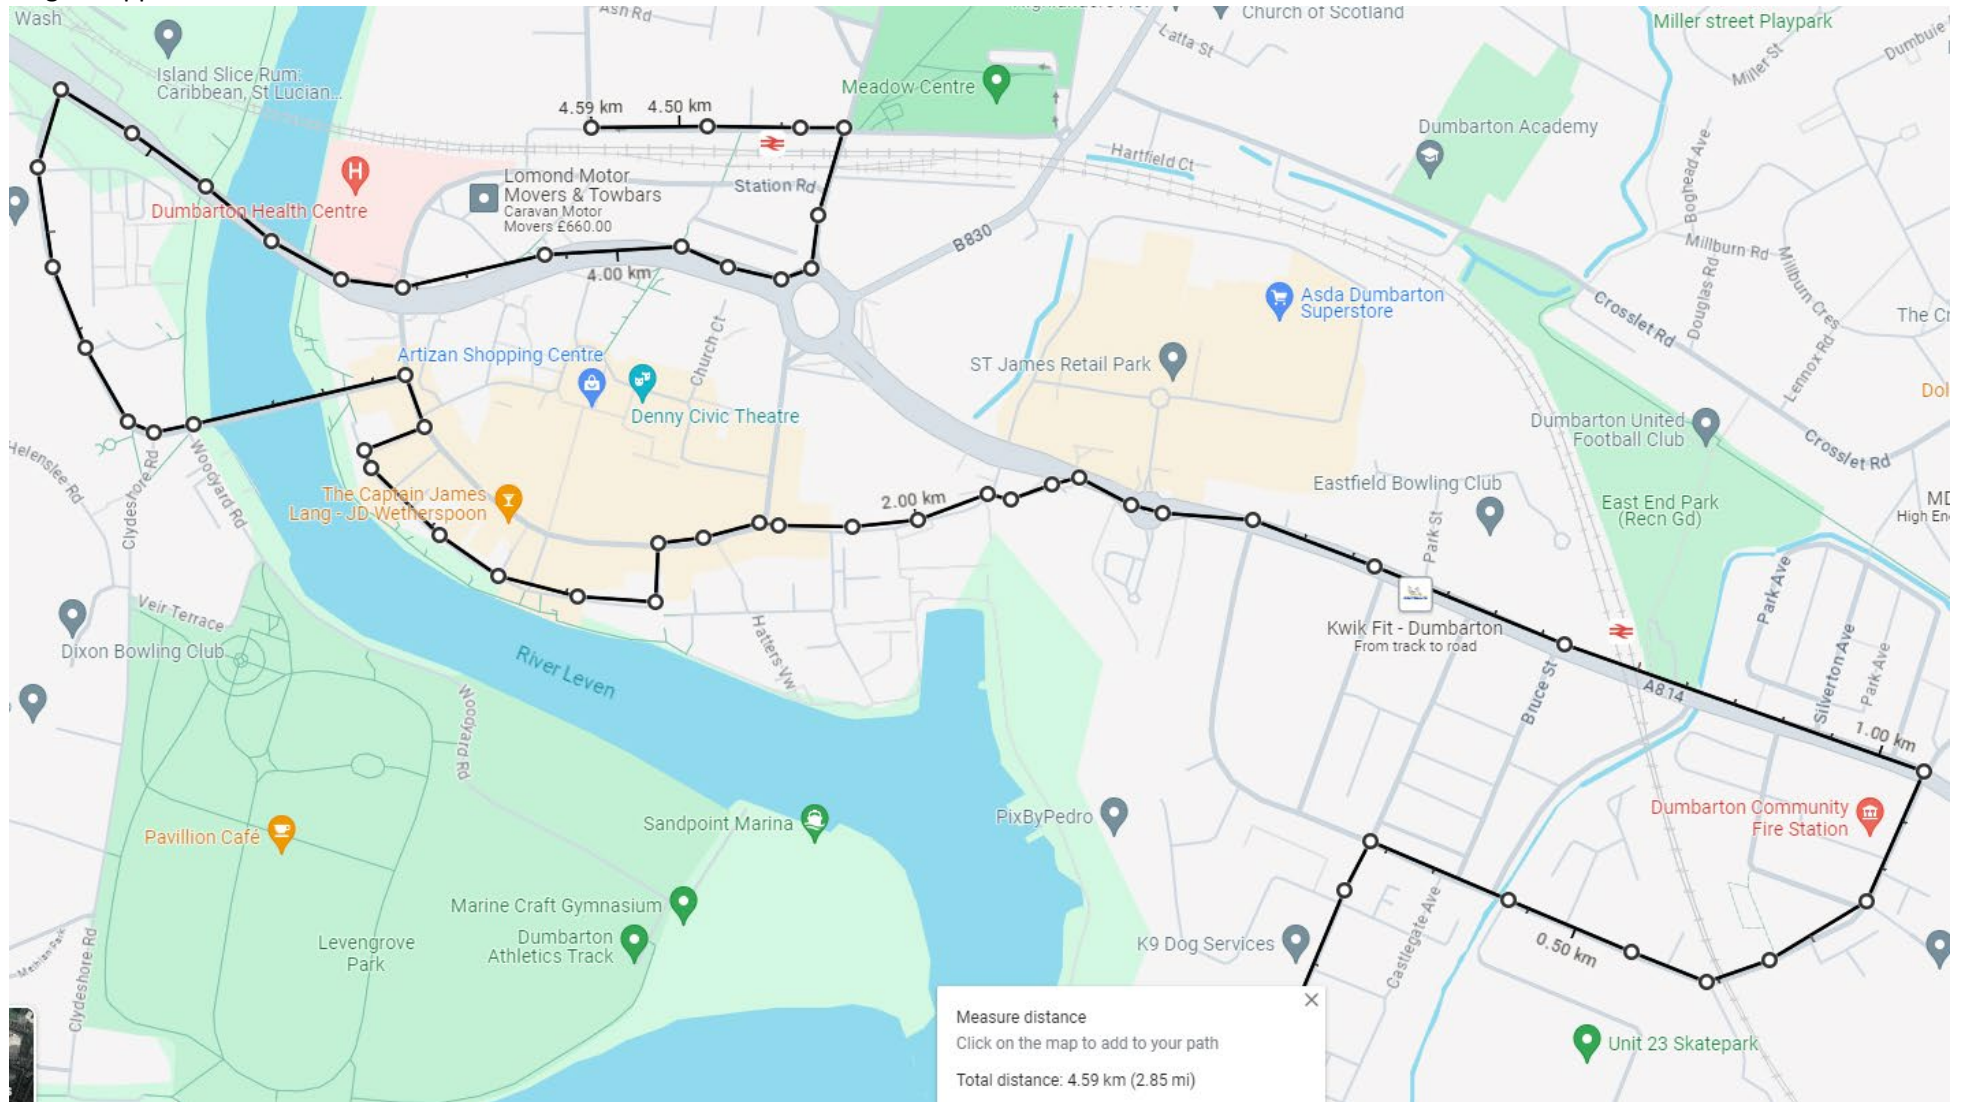 Wash
Ash Rd
Church of Scotland
Miller street Playpark
Latta St
Miller St
Dumbuie
Island Slice Rum:
Caribbean, St Lucian...
Meadow Centre
4.59 km
4.50 km
Dumbarton Academy
Hartfield Ct
Boghead Ave
Lomond Motor
Movers & Towbars
Caravan Motor
Movers £660.00
Station Rd
Dumbarton Health Centre
B830
Millburn Rd
Douglas Rd
Millburn Cres
4.00 km
Asda Dumbarton
Superstore
Crosslet Rd
The Cr
Artizan Shopping Centre
Church Ct
ST James Retail Park
Lennox Rd
Dol
Denny Civic Theatre
Dumbarton United
Football Club
Crosslet Rd
Helenslee Rd
Clydeshore Rd
Woodyard Rd
The Captain James
Lang - JD Wetherspoon
2.00 km
Eastfield Bowling Club
East End Park
(Recn Gd)
MD
High En
Park St
Park Ave
Veir Terrace
Dixon Bowling Club
River Leven
Hatters Vw
Kwik Fit - Dumbarton
From track to road
Bruce St
A814
Silverton Ave
Park Ave
1.00 km
Woodyard Rd
Pavillion Café
Sandpoint Marina
PixByPedro
Dumbarton Community
Fire Station
Marine Craft Gymnasium
Dumbarton
Athletics Track
Levengrove
Park
K9 Dog Services
Castlegate Ave
0.50 km
Clydeshore Rd
Measure distance
Click on the map to add to your path
Total distance: 4.59 km (2.85 mi)
Unit 23 Skatepark